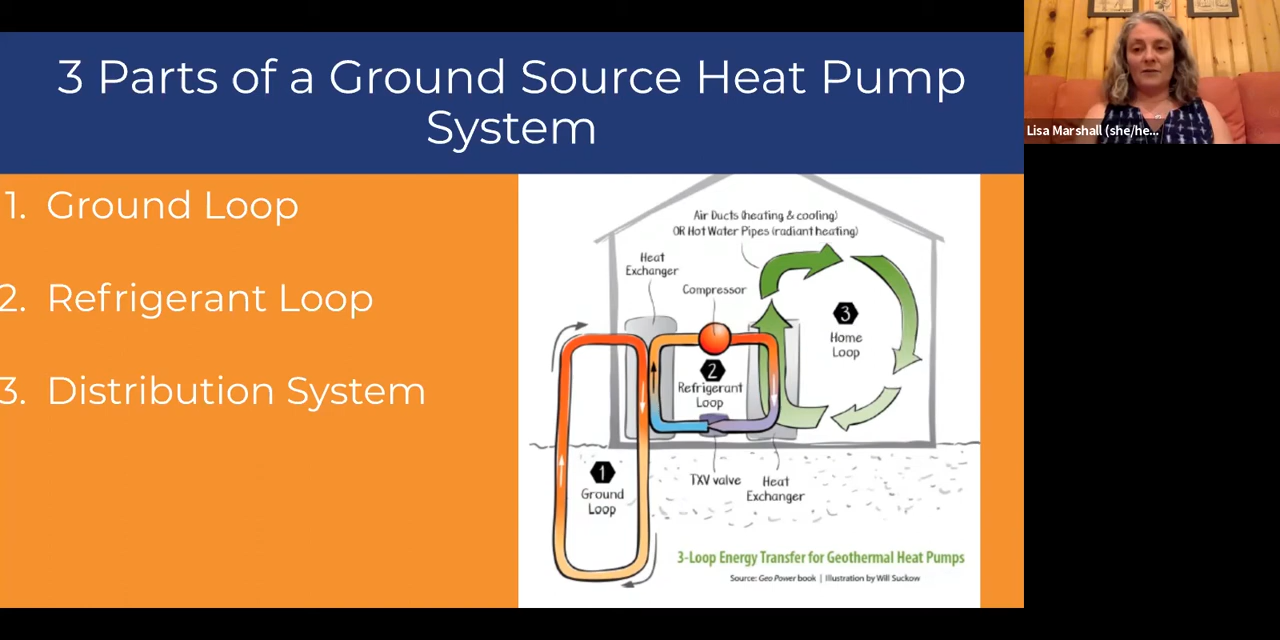 3 Parts of a Ground Source Heat Pump
System
1. Ground Loop
2. Refrigerant Loop
3. Distribution System
Air Ducts (heating & cooling)
OR Hot Water Pipes (radiant heating)
Heat
Exchanger
Compressor
3
Home
Loop
2
Refrigerant
Loop
1
Ground
Loop
TXV valve
Heat
Exchanger
3-Loop Energy Transfer for Geothermal Heat Pumps
Source: Geo Power book | Illustration by Will Suckow
Lisa Marshall (she/he...